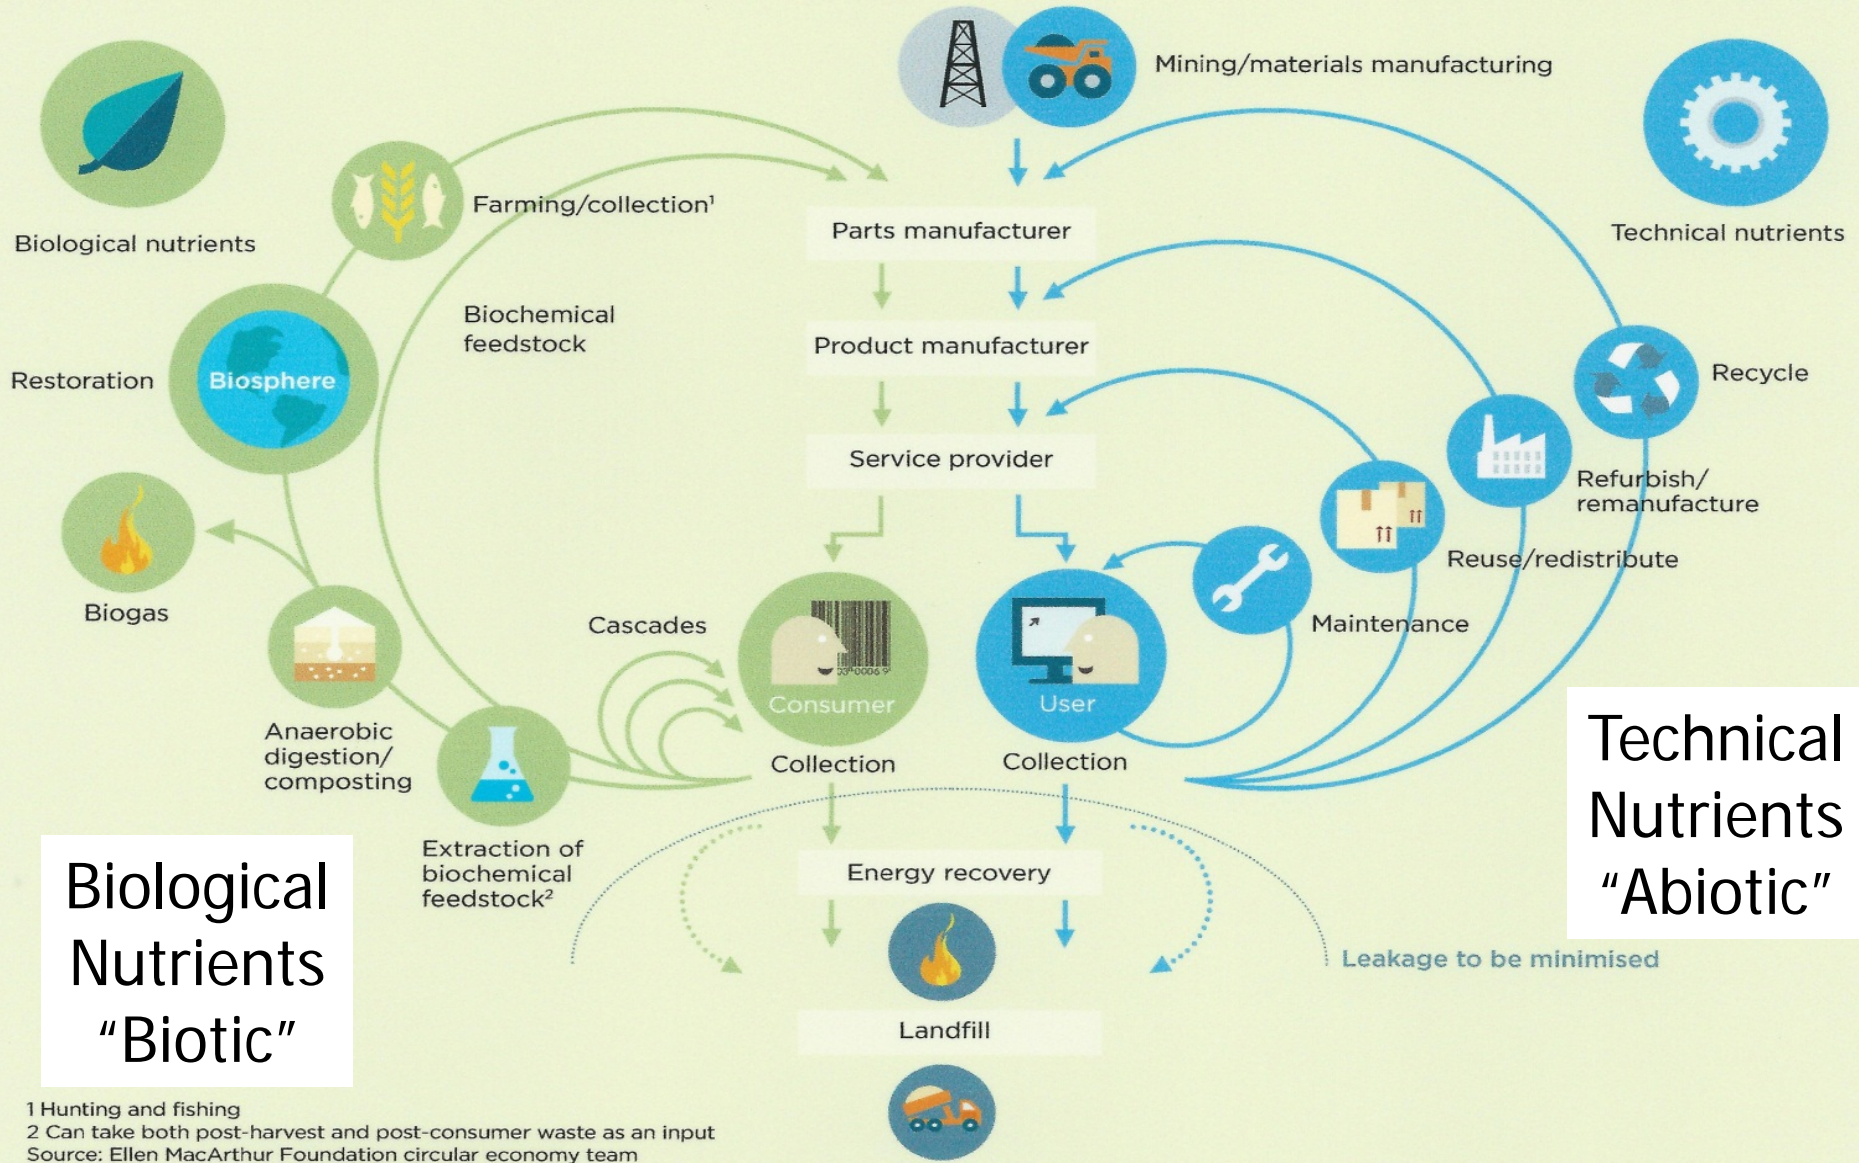 Mining/materials manufacturing
Biological nutrients
Farming/collection¹
Parts manufacturer
Technical nutrients
Biochemical
feedstock
Product manufacturer
Restoration
Biosphere
Recycle
Service provider
Refurbish/
remanufacture
Reuse/redistribute
Biogas
Cascades
Maintenance
Consumer
User
Anaerobic
digestion/
composting
Collection
Collection
Technical
Nutrients
“Abiotic”
Extraction of
biochemical
feedstock²
Energy recovery
Biological
Nutrients
“Biotic”
Leakage to be minimised
Landfill
1 Hunting and fishing
2 Can take both post-harvest and post-consumer waste as an input
Source: Ellen MacArthur Foundation circular economy team